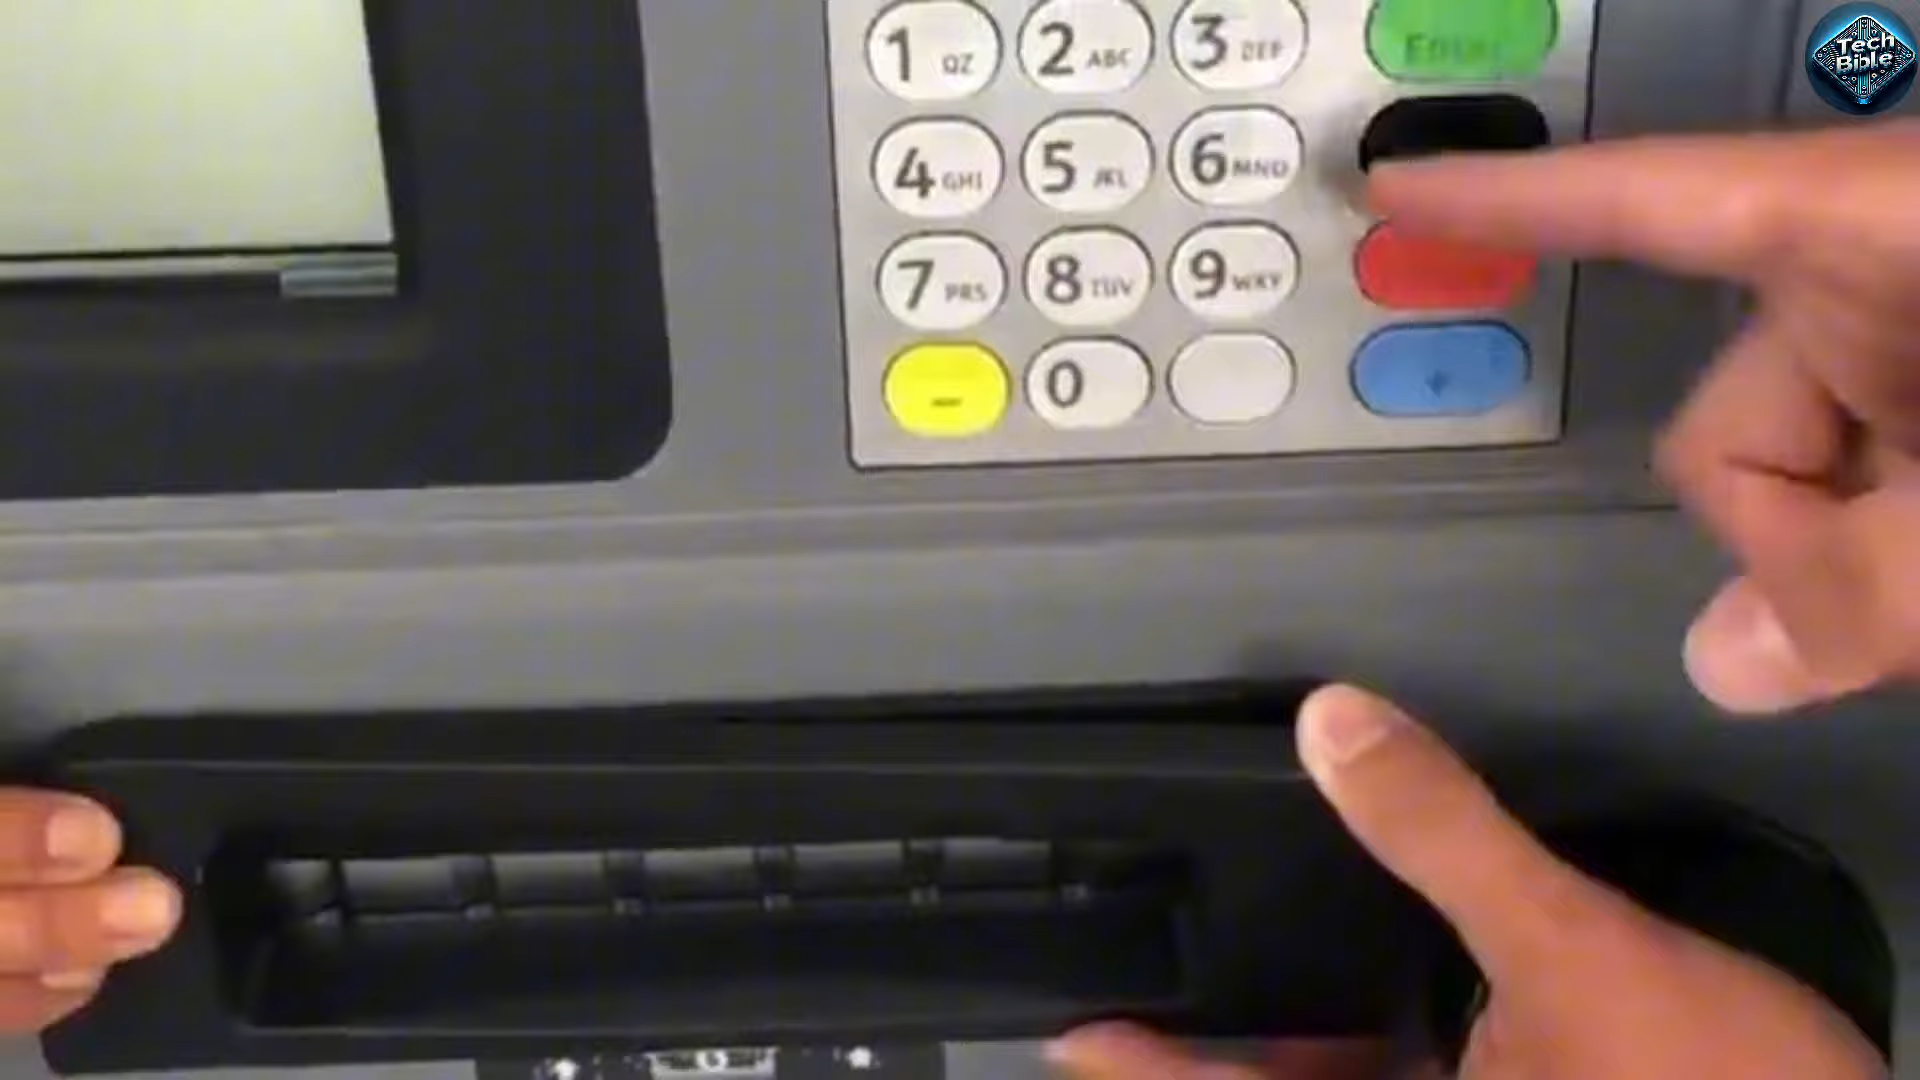 1 QZ 2 ABC 3 DEF Enter
4 GHI 5 JKL 6 MNO
7 PRS 8 TUV 9 WXY
0
Tech
Bible